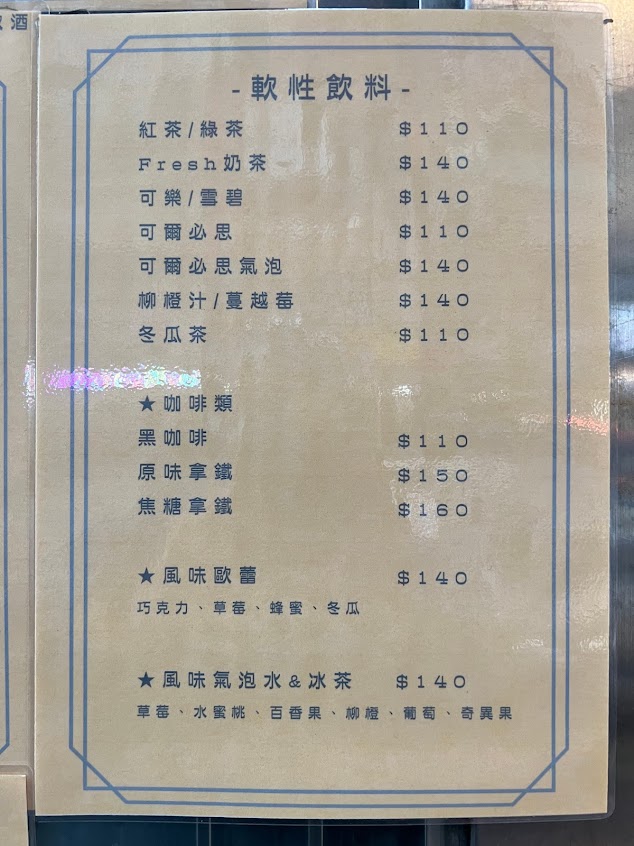 酒
-軟性飲料-
紅茶/綠茶 $110
Fresh奶茶 $140
可樂/雪碧 $140
可爾必思 $110
可爾必思氣泡 $140
柳橙汁/蔓越莓 $140
冬瓜茶 $110
★咖啡類
黑咖啡 $110
原味拿鐵 $150
焦糖拿鐵 $160
★風味歐蕾 $140
巧克力、草莓、蜂蜜、冬瓜
★風味氣泡水&冰茶 $140
草莓、水蜜桃、百香果、柳橙、葡萄、奇異果